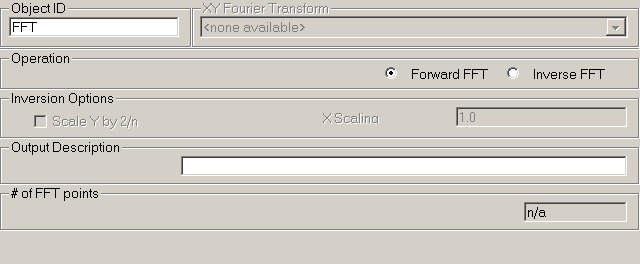 Object ID
XY Fourier Transform
FFT
<none available>
Operation
Forward FFT
Inverse FFT
Inversion Options
Scale Y by 2/n
X Scaling
1.0
Output Description
# of FFT points
n/a